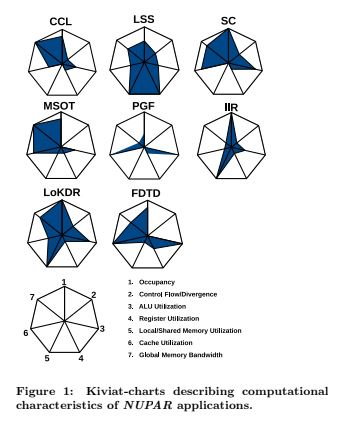 CCL LSS SC
MSOT PGF IIR
LoKDR FDTD
1
2
3
4
5
6
7
1. Occupancy
2. Control Flow/Divergence
3. ALU Utilization
4. Register Utilization
5. Local/Shared Memory Utilization
6. Cache Utilization
7. Global Memory Bandwidth
Figure 1: Kiviat-charts describing computational
characteristics of NUPAR applications.